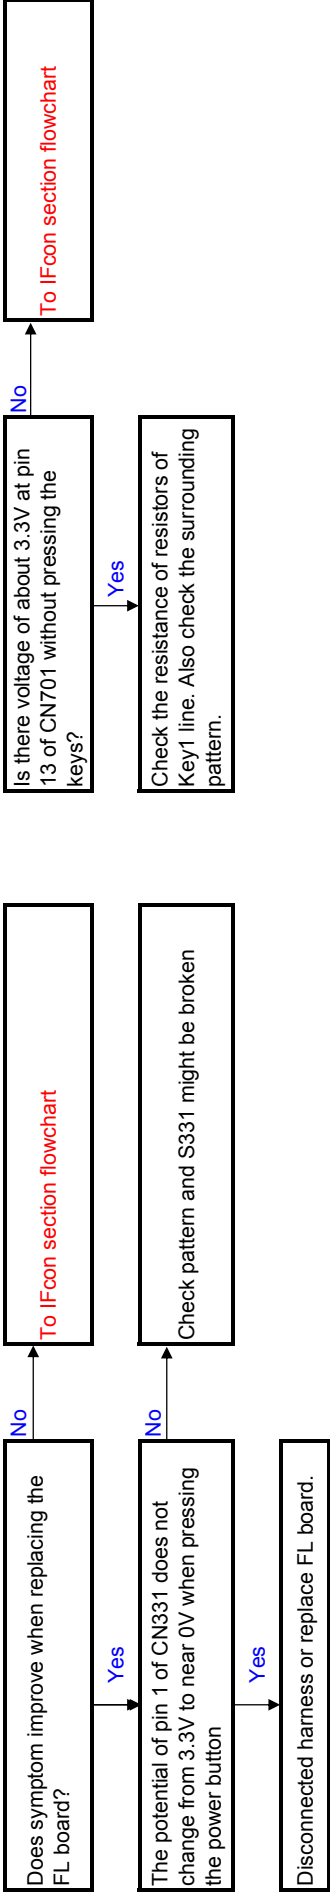 Does symptom improve when replacing the
FL board?
No
To IFcon section flowchart
Yes
The potential of pin 1 of CN331 does not
change from 3.3V to near 0V when pressing
the power button
No
Check pattern and S331 might be broken
Yes
Disconnected harness or replace FL board.
Is there voltage of about 3.3V at pin
13 of CN701 without pressing the
keys?
No
To IFcon section flowchart
Yes
Check the resistance of resistors of
Key1 line. Also check the surrounding
pattern.